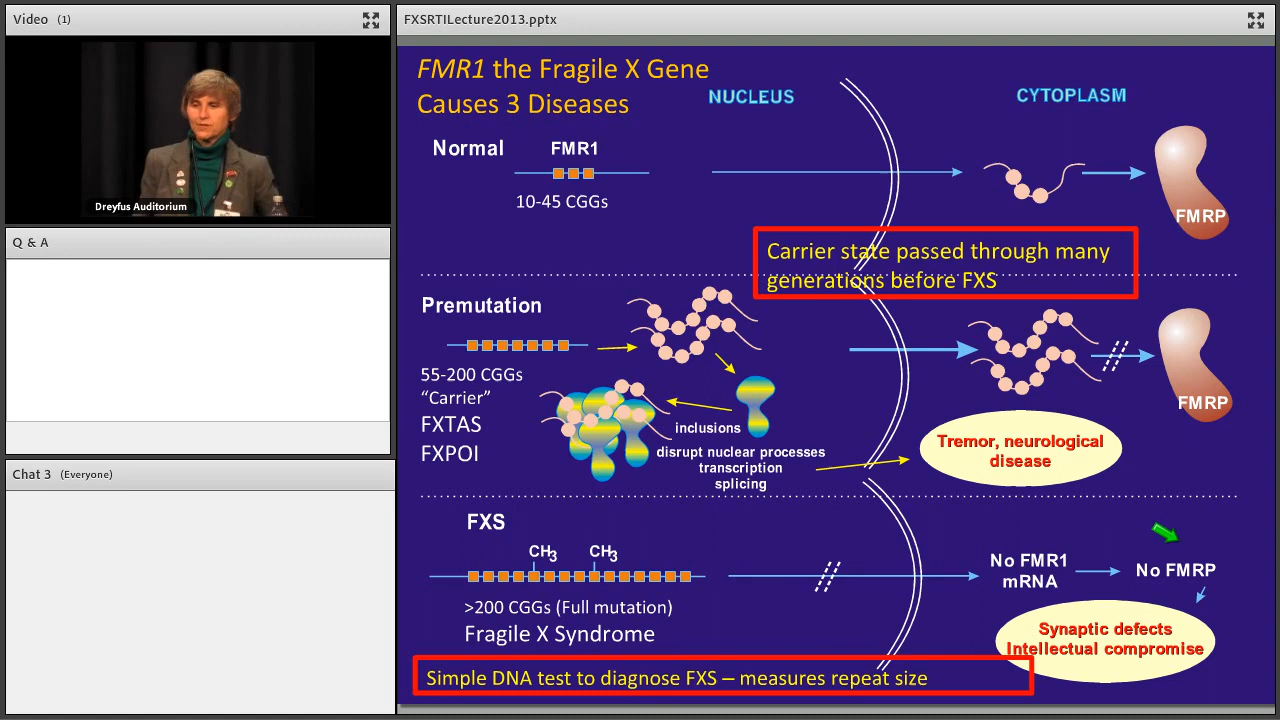 Video (1)
Dreyfus Auditorium
Q & A
Chat 3 (Everyone)
FXSRTILecture2013.pptx
FMR1 the Fragile X Gene
Causes 3 Diseases
NUCLEUS
CYTOPLASM
Normal
FMR1
10-45 CGGs
FMRP
Carrier state passed through many
generations before FXS
Premutation
55-200 CGGs
“Carrier”
FXTAS
FXPOI
inclusions
disrupt nuclear processes
transcription
splicing
FMRP
Tremor, neurological
disease
FXS
CH3
CH3
>200 CGGs (Full mutation)
Fragile X Syndrome
No FMR1
mRNA
No FMRP
Synaptic defects
Intellectual compromise
Simple DNA test to diagnose FXS – measures repeat size